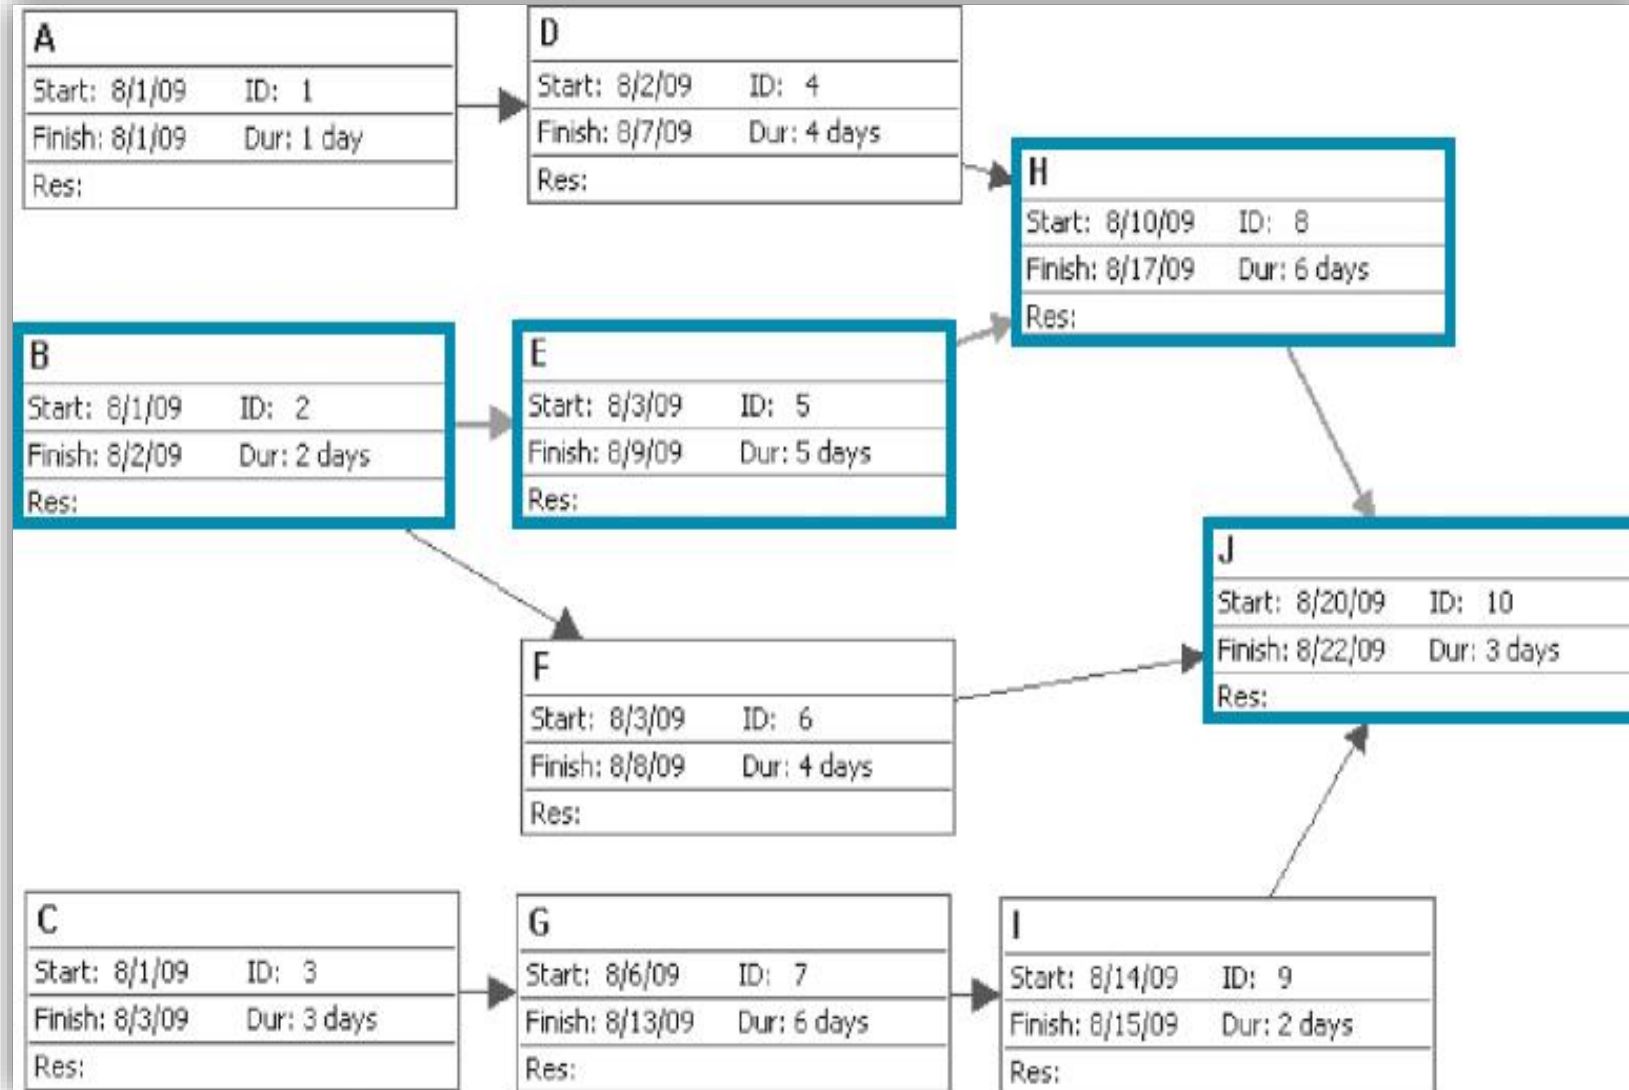 A
Start: 8/1/09 ID: 1
Finish: 8/1/09 Dur: 1 day
Res:
D
Start: 8/2/09 ID: 4
Finish: 8/7/09 Dur: 4 days
Res:
H
Start: 8/10/09 ID: 8
Finish: 8/17/09 Dur: 6 days
Res:
B
Start: 8/1/09 ID: 2
Finish: 8/2/09 Dur: 2 days
Res:
E
Start: 8/3/09 ID: 5
Finish: 8/9/09 Dur: 5 days
Res:
J
Start: 8/20/09 ID: 10
Finish: 8/22/09 Dur: 3 days
Res:
F
Start: 8/3/09 ID: 6
Finish: 8/8/09 Dur: 4 days
Res:
C
Start: 8/1/09 ID: 3
Finish: 8/3/09 Dur: 3 days
Res:
G
Start: 8/6/09 ID: 7
Finish: 8/13/09 Dur: 6 days
Res:
I
Start: 8/14/09 ID: 9
Finish: 8/15/09 Dur: 2 days
Res: